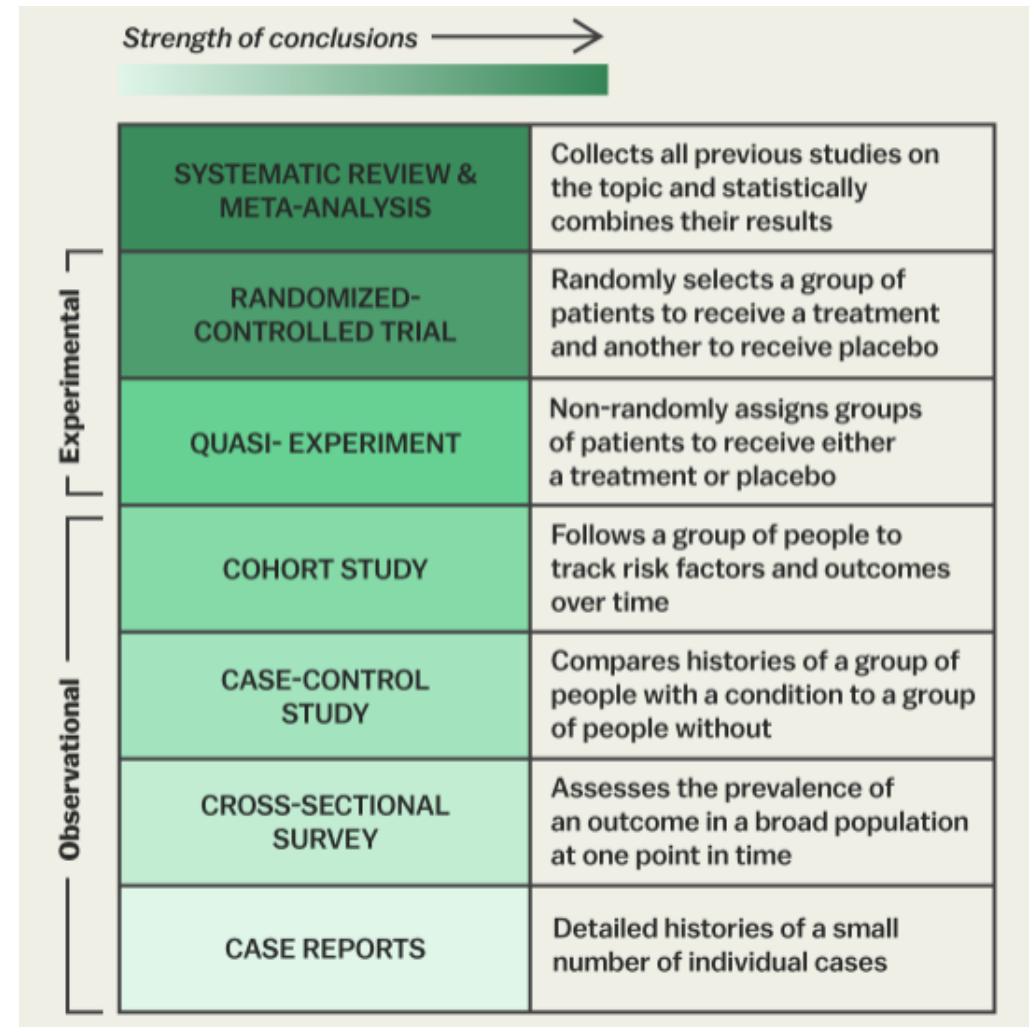 Strength of conclusions
SYSTEMATIC REVIEW &
META-ANALYSIS
Collects all previous studies on
the topic and statistically
combines their results
Experimental
RANDOMIZED-
CONTROLLED TRIAL
Randomly selects a group of
patients to receive a treatment
and another to receive placebo
QUASI- EXPERIMENT
Non-randomly assigns groups
of patients to receive either
a treatment or placebo
Observational
COHORT STUDY
Follows a group of people to
track risk factors and outcomes
over time
CASE-CONTROL
STUDY
Compares histories of a group of
people with a condition to a group
of people without
CROSS-SECTIONAL
SURVEY
Assesses the prevalence of
an outcome in a broad population
at one point in time
CASE REPORTS
Detailed histories of a small
number of individual cases